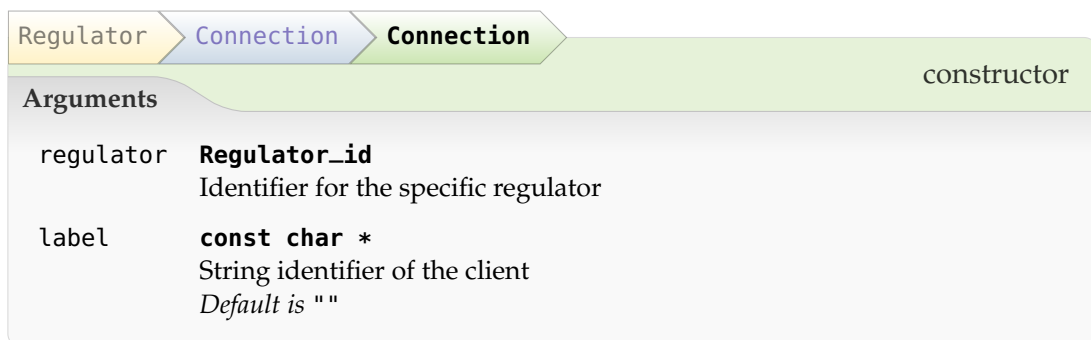 Regulator Connection Connection
constructor
Arguments
regulator Regulator_id
Identifier for the specific regulator
label const char *
String identifier of the client
Default is ""